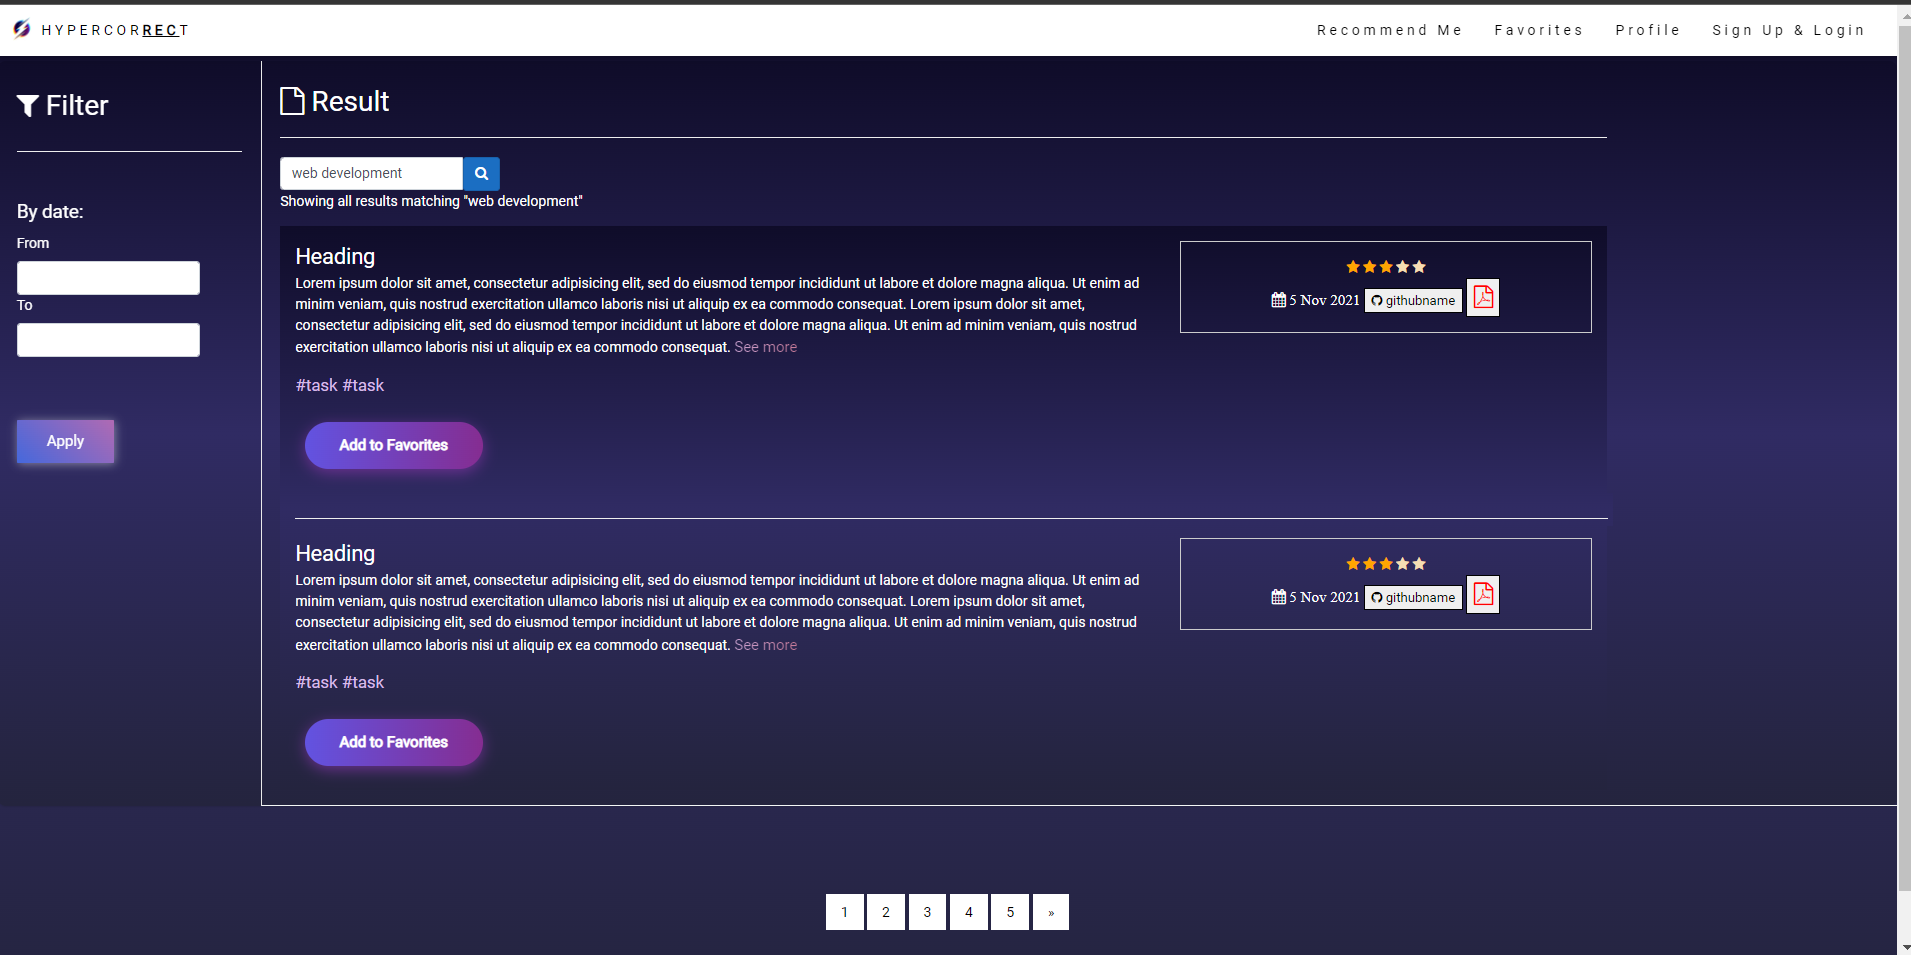 HYPERCORRECT
Recommend Me Favorites Profile Sign Up & Login
Filter
By date:
From
To
Apply
Result
web development
Showing all results matching "web development"
Heading
Lorem ipsum dolor sit amet, consectetur adipisicing elit, sed do eiusmod tempor incididunt ut labore et dolore magna aliqua. Ut enim ad
minim veniam, quis nostrud exercitation ullamco laboris nisi ut aliquip ex ea commodo consequat. Lorem ipsum dolor sit amet,
consectetur adipisicing elit, sed do eiusmod tempor incididunt ut labore et dolore magna aliqua. Ut enim ad minim veniam, quis nostrud
exercitation ullamco laboris nisi ut aliquip ex ea commodo consequat. See more
#task #task
Add to Favorites
5 Nov 2021 githubname
Heading
Lorem ipsum dolor sit amet, consectetur adipisicing elit, sed do eiusmod tempor incididunt ut labore et dolore magna aliqua. Ut enim ad
minim veniam, quis nostrud exercitation ullamco laboris nisi ut aliquip ex ea commodo consequat. Lorem ipsum dolor sit amet,
consectetur adipisicing elit, sed do eiusmod tempor incididunt ut labore et dolore magna aliqua. Ut enim ad minim veniam, quis nostrud
exercitation ullamco laboris nisi ut aliquip ex ea commodo consequat. See more
#task #task
Add to Favorites
5 Nov 2021 githubname
1 2 3 4 5 »